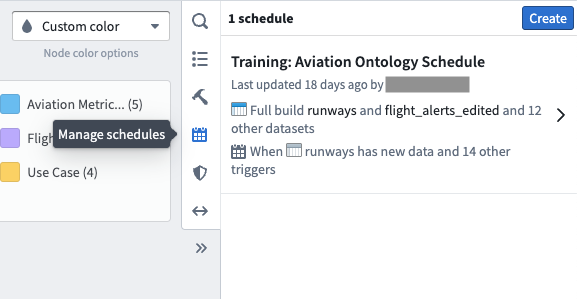 Custom color
Node color options
Aviation Metric... (5)
Fligh
Manage schedules
Use Case (4)
1 schedule
Create
Training: Aviation Ontology Schedule
Last updated 18 days ago by
Full build runways and flight_alerts_edited and 12
other datasets
When runways has new data and 14 other
triggers